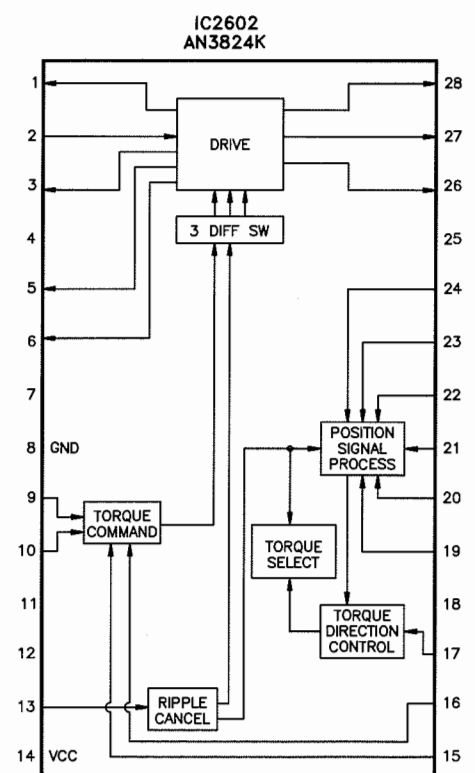 IC2602
AN3824K
1
28
2
DRIVE
27
3
26
4
3 DIFF SW
25
5
24
6
23
7
22
8
GND
POSITION
SIGNAL
PROCESS
21
9
20
TORQUE
COMMAND
10
19
TORQUE
SELECT
11
18
TORQUE
DIRECTION
CONTROL
12
17
13
RIPPLE
CANCEL
16
14
VCC
15